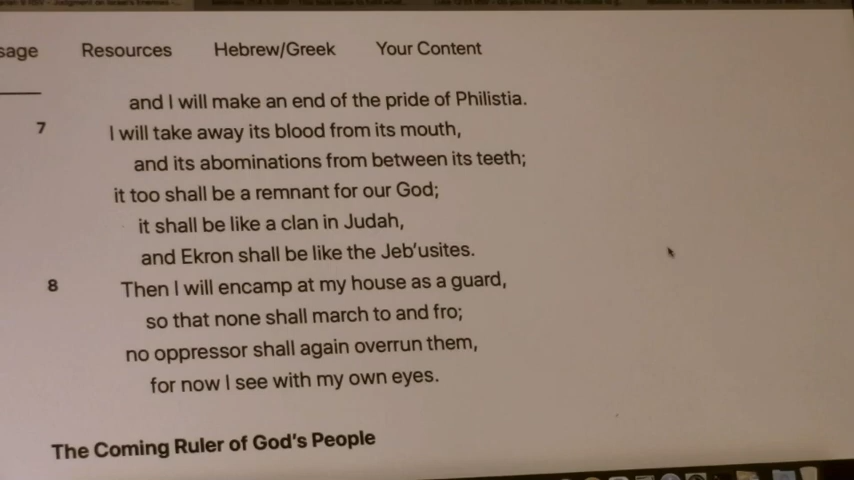 sage Resources Hebrew/Greek Your Content
and I will make an end of the pride of Philistia.
7 I will take away its blood from its mouth,
and its abominations from between its teeth;
it too shall be a remnant for our God;
it shall be like a clan in Judah,
and Ekron shall be like the Jeb′usites.
8 Then I will encamp at my house as a guard,
so that none shall march to and fro;
no oppressor shall again overrun them,
for now I see with my own eyes.
The Coming Ruler of God's People